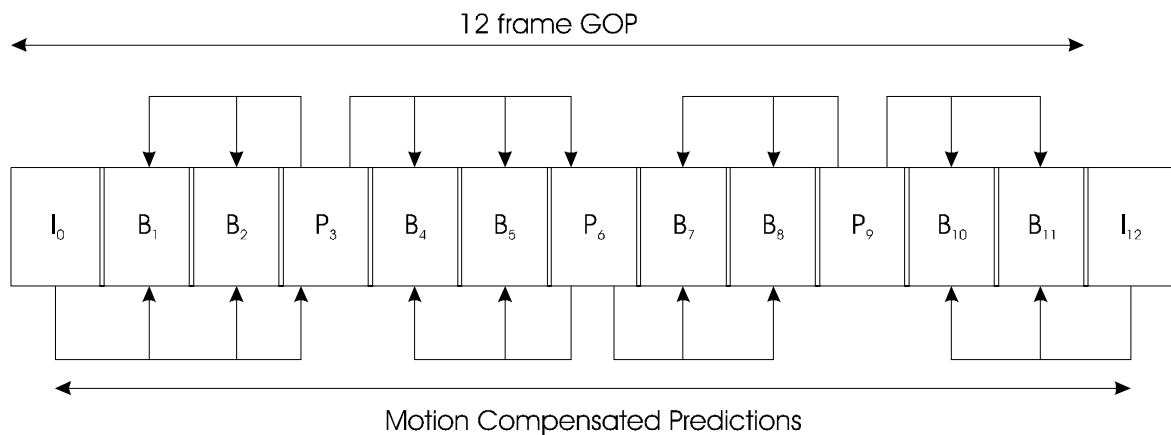 12 frame GOP
I₀ B₁ B₂ P₃ B₄ B₅ P₆ B₇ B₈ P₉ B₁₀ B₁₁ I₁₂
Motion Compensated Predictions